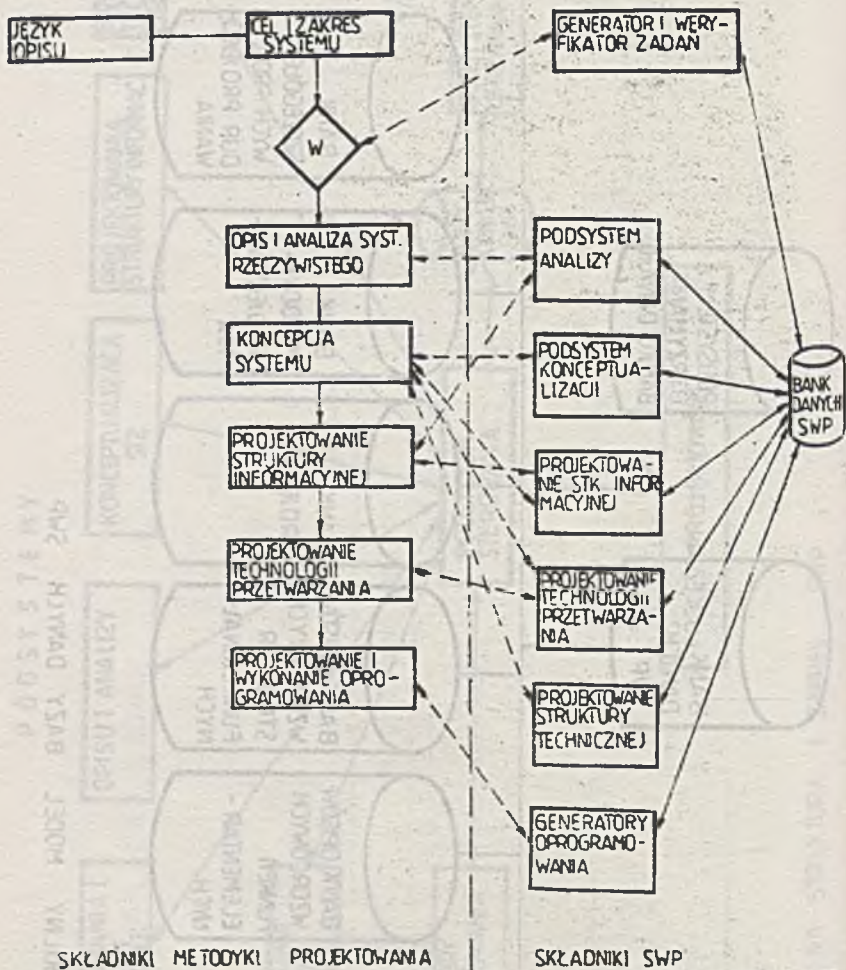 JĘZYK
OPISU
CEL I ZAKRES
SYSTEMU
GENERATOR I WERY-
FIKATOR ZADAŃ
W
OPIS I ANALIZA SYST.
RZECZYWISTEGO
PODSYSTEM
ANALIZY
KONCEPCJA
SYSTEMU
PODSYSTEM
KONCEPTUA-
LIZACJI
BANK
DANYCH
SWP
PROJEKTOWANIE
STRUKTURY
INFORMACYJNEJ
PROJEKTOWA-
NIE STR. INFOR
MACYJNEJ
PROJEKTOWANIE
TECHNOLOGII
PRZETWARZANIA
PROJEKTOWANIE
TECHNOLOGII
PRZETWARZA-
NIA
PROJEKTOWANIE I
WYKONANIE OPRO-
GRAMOWANIA
PROJEKTOWANIE
STRUKTURY
TECHNICZNEJ
GENERATORY
OPROGRAMO-
WANIA
SKŁADNIKI METODYKI PROJEKTOWANIA
SKŁADNIKI SWP